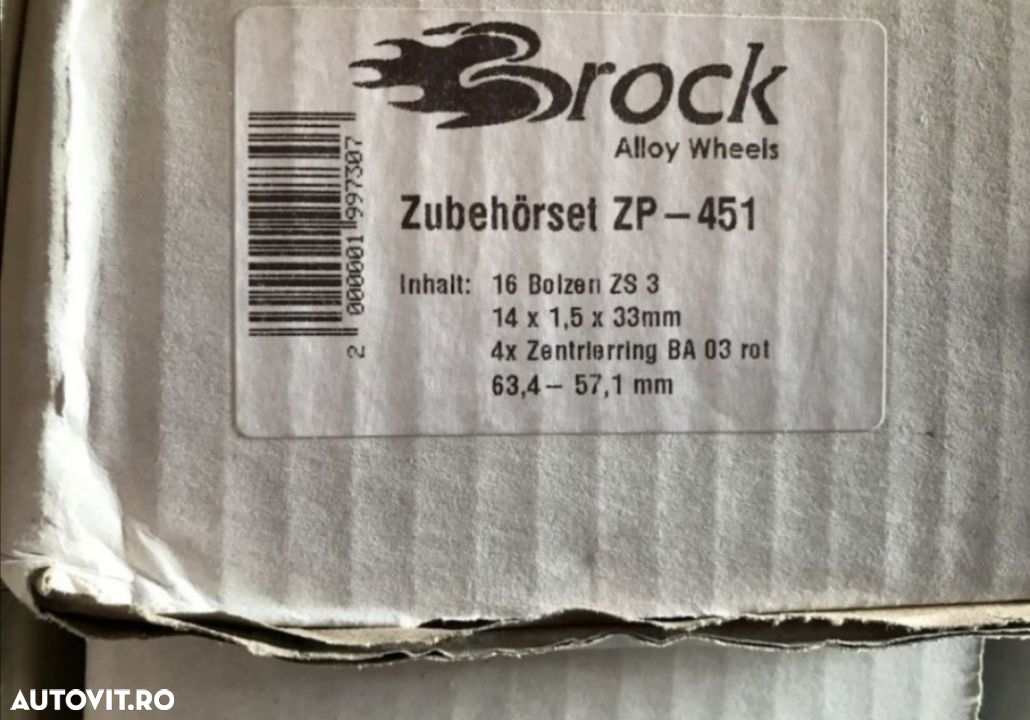 Brock
Alloy Wheels
Zubehörset ZP – 451
Inhalt: 16 Bolzen ZS 3
14 x 1,5 x 33mm
4x Zentrierring BA 03 rot
63,4 – 57,1 mm
2 000001 997307
AUTOVIT.RO